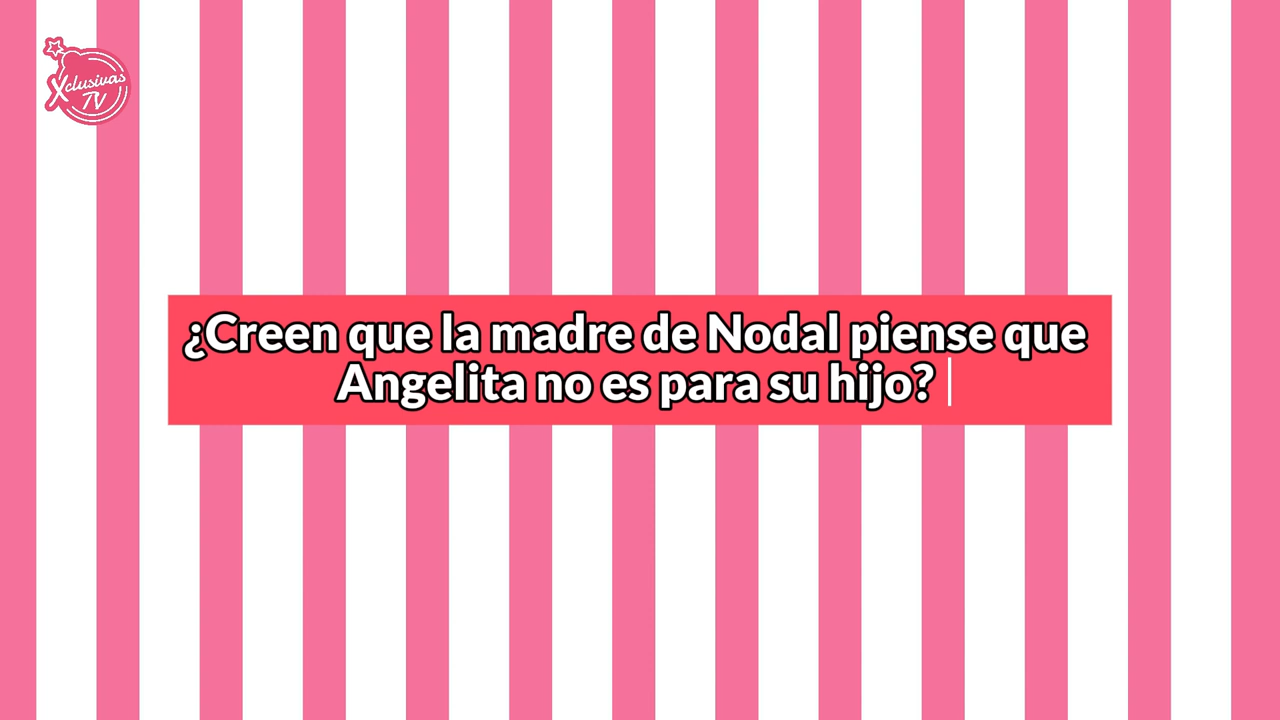 Xclusivas
TV
¿Creen que la madre de Nodal piense que
Angelita no es para su hijo?